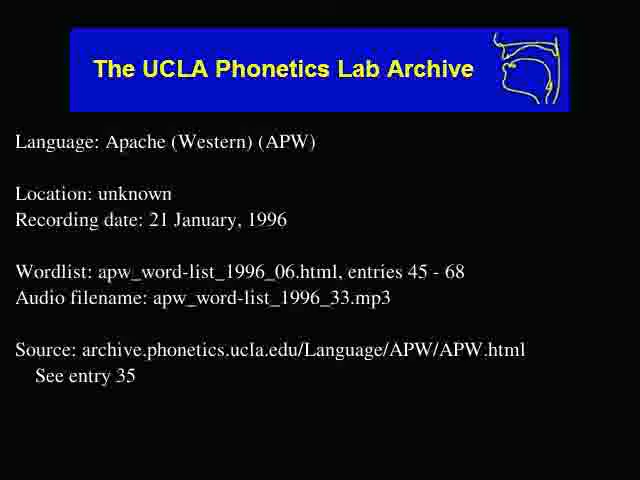 The UCLA Phonetics Lab Archive
Language: Apache (Western) (APW)
Location: unknown
Recording date: 21 January, 1996
Wordlist: apw_word-list_1996_06.html, entries 45 - 68
Audio filename: apw_word-list_1996_33.mp3
Source: archive.phonetics.ucla.edu/Language/APW/APW.html
See entry 35